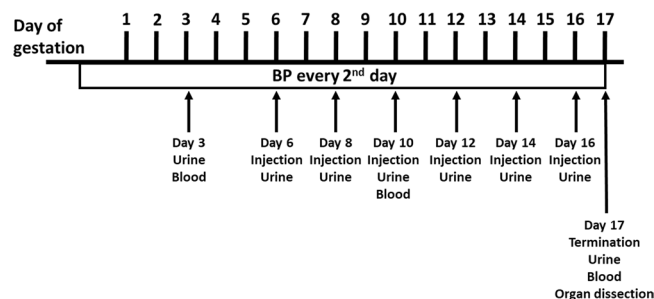 Day of gestation
1 2 3 4 5 6 7 8 9 10 11 12 13 14 15 16 17
BP every 2nd day
Day 3
Urine
Blood
Day 6
Injection
Urine
Day 8
Injection
Urine
Day 10
Injection
Urine
Blood
Day 12
Injection
Urine
Day 14
Injection
Urine
Day 16
Injection
Urine
Day 17
Termination
Urine
Blood
Organ dissection